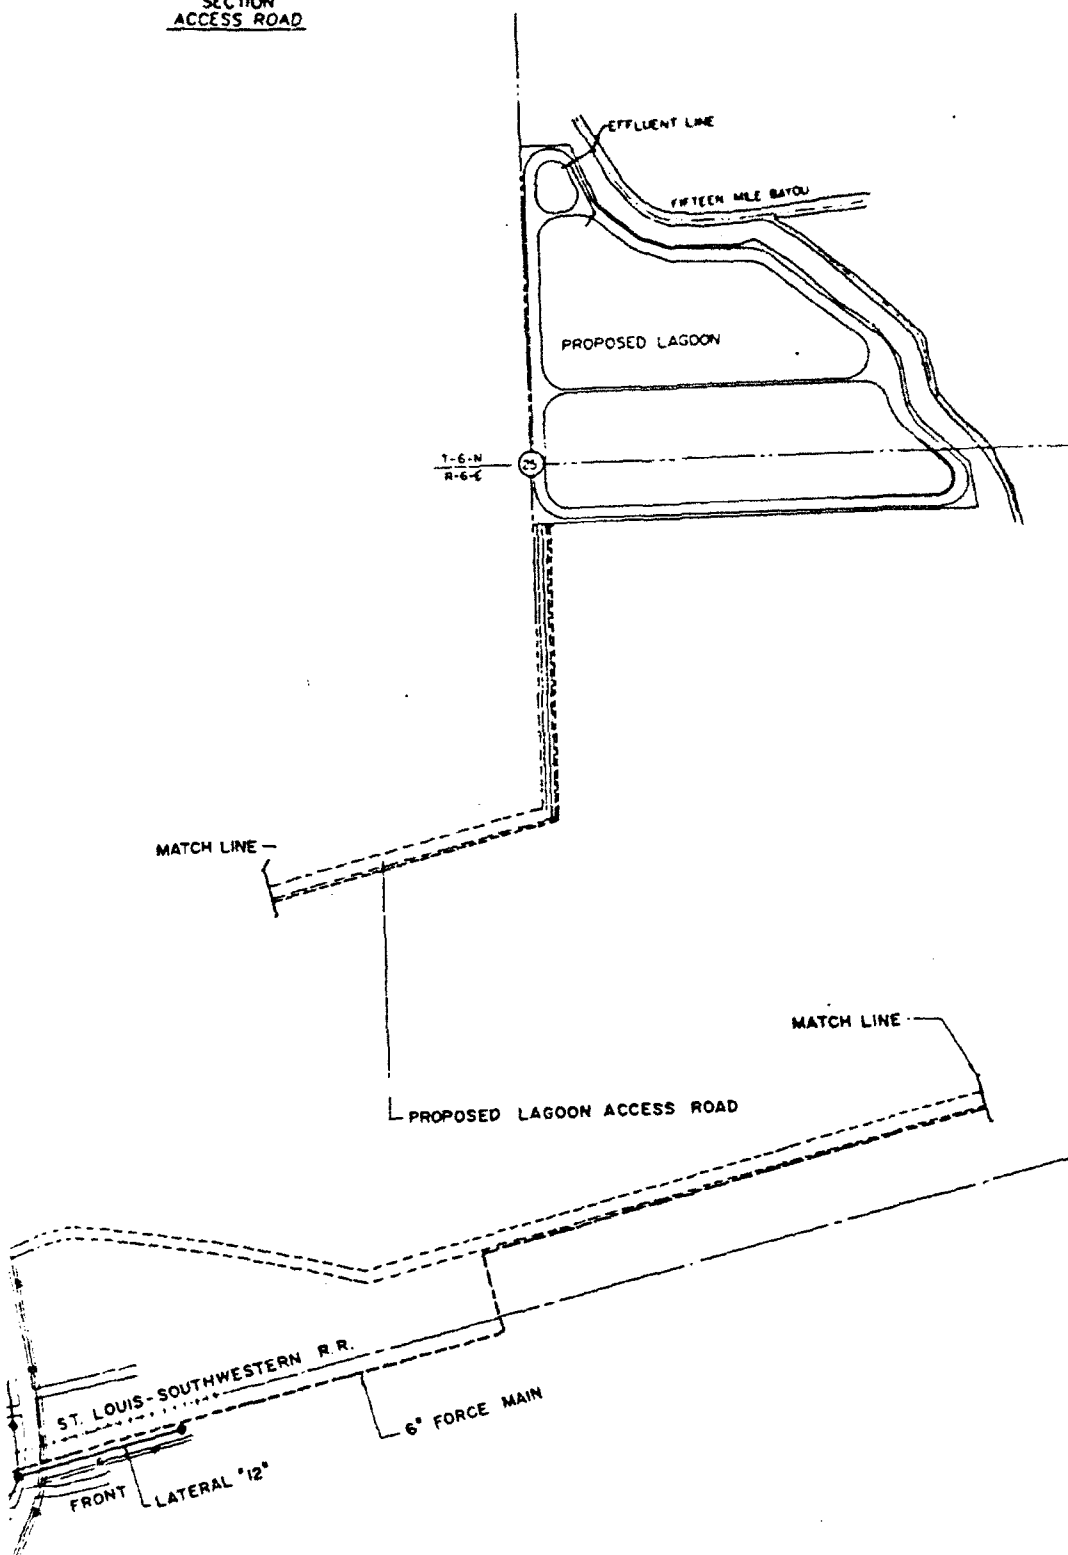 SECTION
ACCESS ROAD
EFFLUENT LINE
FIFTEEN MILE BAYOU
PROPOSED LAGOON
T-6-N
R-6-E
25
MATCH LINE
MATCH LINE
PROPOSED LAGOON ACCESS ROAD
ST. LOUIS-SOUTHWESTERN R.R.
6" FORCE MAIN
LATERAL "12"
FRONT